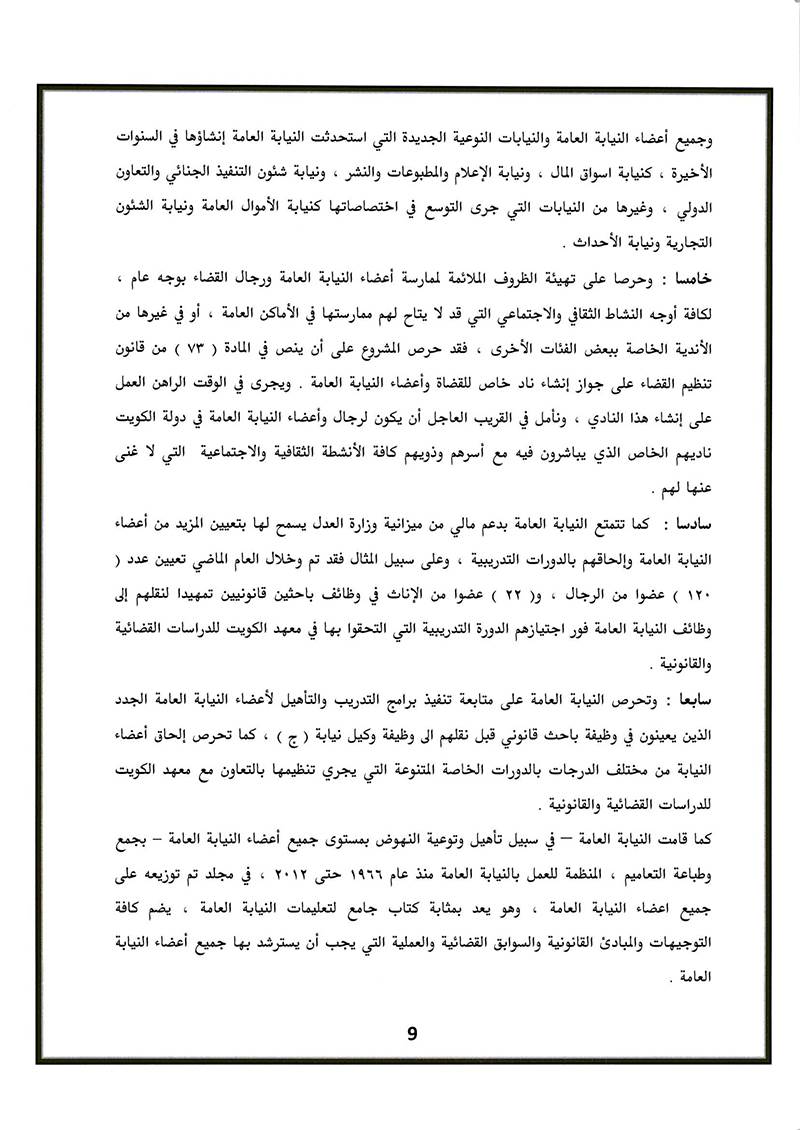 وجميع أعضاء النيابة العامة والنيابات النوعية الجديدة التي استحدثت النيابة العامة إنشاؤها في السنوات
الأخيرة ، كنيابة اسواق المال ، ونيابة الإعلام والمطبوعات والنشر ، ونيابة شئون التنفيذ الجنائي والتعاون
الدولي ، وغيرها من النيابات التي جرى التوسع في اختصاصاتها كنيابة الأموال العامة ونيابة الشئون
التجارية ونيابة الأحداث .
خامسا : وحرصا على تهيئة الظروف الملائمة لممارسة أعضاء النيابة العامة ورجال القضاء بوجه عام ،
لكافة أوجه النشاط الثقافي والاجتماعي التي قد لا يتاح لهم ممارستها في الأماكن العامة ، أو في غيرها من
الأندية الخاصة ببعض الفئات الأخرى ، فقد حرص المشروع على أن ينص في المادة ( ٧٣ ) من قانون
تنظيم القضاء على جواز إنشاء ناد خاص للقضاة وأعضاء النيابة العامة . ويجرى في الوقت الراهن العمل
على إنشاء هذا النادي ، ونأمل في القريب العاجل أن يكون لرجال وأعضاء النيابة العامة في دولة الكويت
ناديهم الخاص الذي يباشرون فيه مع أسرهم وذويهم كافة الأنشطة الثقافية والاجتماعية التي لا غنى
عنها لهم .
سادسا : كما تتمتع النيابة العامة بدعم مالي من ميزانية وزارة العدل يسمح لها بتعيين المزيد من أعضاء
النيابة العامة وإلحاقهم بالدورات التدريبية ، وعلى سبيل المثال فقد تم وخلال العام الماضي تعيين عدد (
١٢٠ ) عضوا من الرجال ، و( ٢٢ ) عضوا من الإناث في وظائف باحثين قانونيين تمهيدا لنقلهم إلى
وظائف النيابة العامة فور اجتيازهم الدورة التدريبية التي التحقوا بها في معهد الكويت للدراسات القضائية
والقانونية .
سابعا : وتحرص النيابة العامة على متابعة تنفيذ برامج التدريب والتأهيل لأعضاء النيابة العامة الجدد
الذين يعينون في وظيفة باحث قانوني قبل نقلهم الى وظيفة وكيل نيابة ( ج ) ، كما تحرص إلحاق أعضاء
النيابة من مختلف الدرجات بالدورات الخاصة المتنوعة التي يجري تنظيمها بالتعاون مع معهد الكويت
للدراسات القضائية والقانونية .
كما قامت النيابة العامة – في سبيل تأهيل وتوعية النهوض بمستوى جميع أعضاء النيابة العامة – بجمع
وطباعة التعاميم ، المنظمة للعمل بالنيابة العامة منذ عام ١٩٦٦ حتى ٢٠١٢ ، في مجلد تم توزيعه على
جميع اعضاء النيابة العامة ، وهو يعد بمثابة كتاب جامع لتعليمات النيابة العامة ، يضم كافة
التوجيهات والمبادئ القانونية والسوابق القضائية والعملية التي يجب أن يسترشد بها جميع أعضاء النيابة
العامة .
9